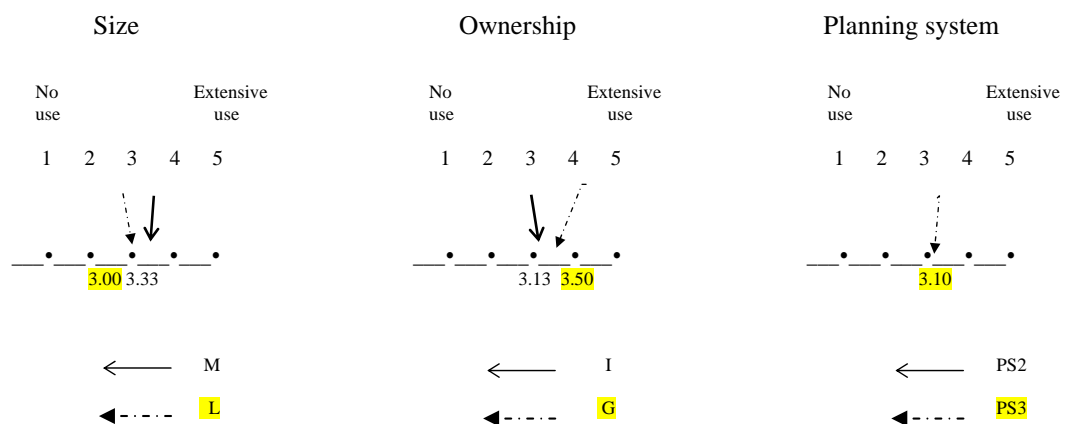 Size Ownership Planning system
No Extensive No Extensive No Extensive
use use use use use use
1 2 3 4 5 1 2 3 4 5 1 2 3 4 5
3.00 3.33 3.13 3.50 3.10
M I PS2
L G PS3